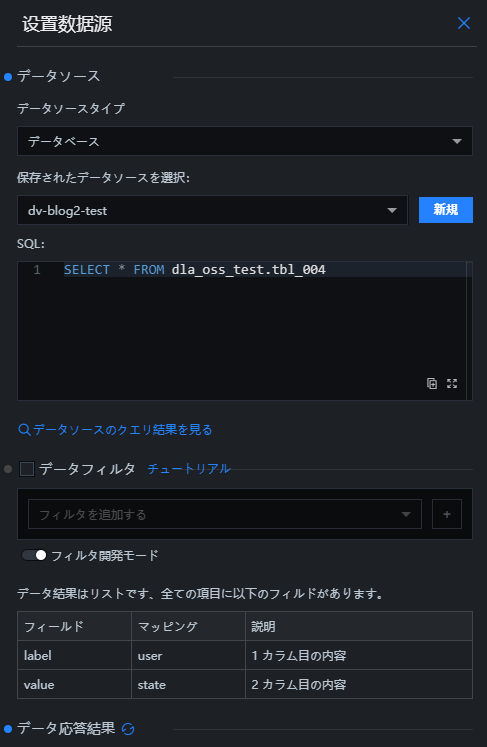 设置数据源
データソース
データソースタイプ
データベース
保存されたデータソースを選択:
dv-blog2-test
新規
SQL:
1 SELECT * FROM dla_oss_test.tbl_004
データソースのクエリ結果を見る
データフィルタ チュートリアル
フィルタを追加する
+
フィルタ開発モード
データ結果はリストです、全ての項目に以下のフィルドがあります。
フィールド マッピング 説明
label user 1 カラム目の内容
value state 2 カラム目の内容
データ応答結果